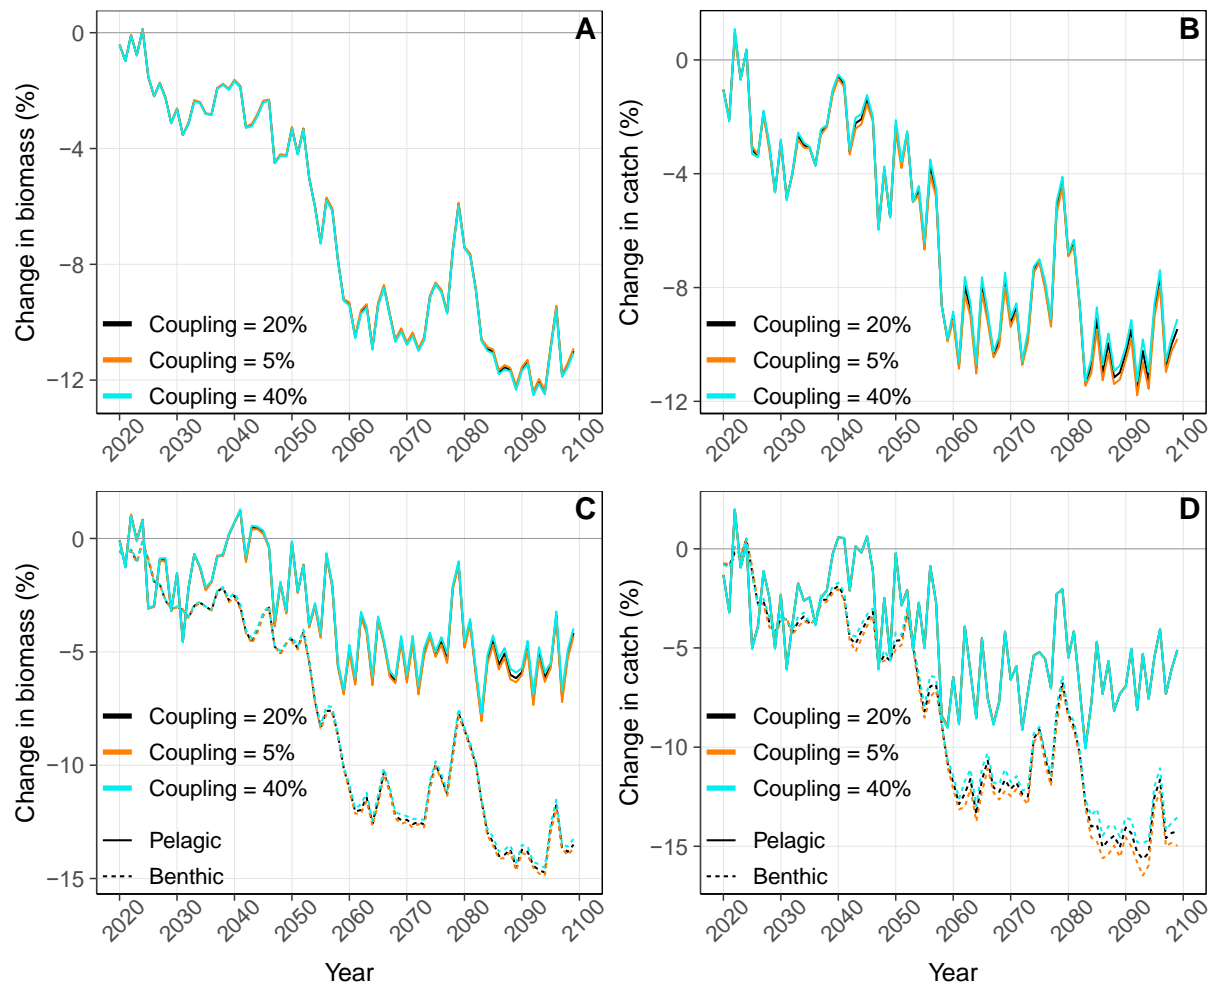 A
Change in biomass (%)
0
−4
−8
−12
Coupling = 20%
Coupling = 5%
Coupling = 40%
2020 2030 2040 2050 2060 2070 2080 2090 2100
B
Change in catch (%)
0
−4
−8
−12
Coupling = 20%
Coupling = 5%
Coupling = 40%
2020 2030 2040 2050 2060 2070 2080 2090 2100
C
Change in biomass (%)
0
−5
−10
−15
Coupling = 20%
Coupling = 5%
Coupling = 40%
Pelagic
Benthic
2020 2030 2040 2050 2060 2070 2080 2090 2100
Year
D
Change in catch (%)
0
−5
−10
−15
Coupling = 20%
Coupling = 5%
Coupling = 40%
Pelagic
Benthic
2020 2030 2040 2050 2060 2070 2080 2090 2100
Year